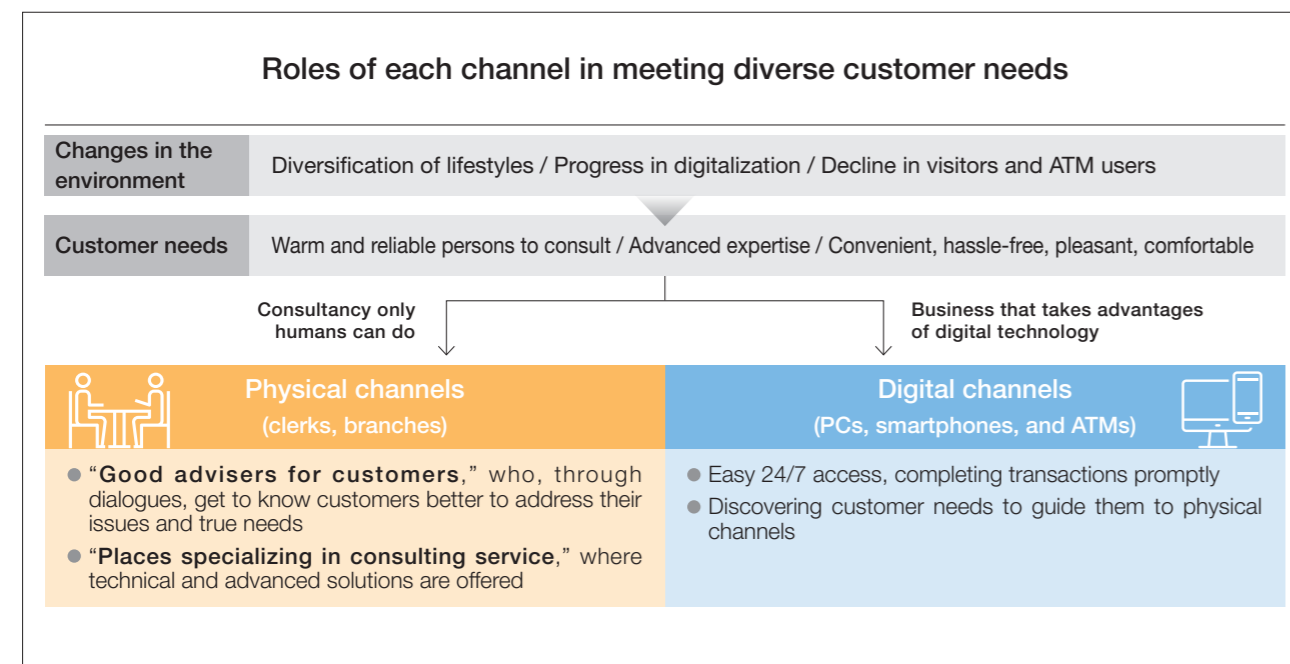 Roles of each channel in meeting diverse customer needs
Changes in the
environment
Diversification of lifestyles / Progress in digitalization / Decline in visitors and ATM users
Customer needs
Warm and reliable persons to consult / Advanced expertise / Convenient, hassle-free, pleasant, comfortable
Consultancy only
humans can do
Business that takes advantages
of digital technology
Physical channels
(clerks, branches)
● “Good advisers for customers,” who, through
dialogues, get to know customers better to address their
issues and true needs
● “Places specializing in consulting service,” where
technical and advanced solutions are offered
Digital channels
(PCs, smartphones, and ATMs)
● Easy 24/7 access, completing transactions promptly
● Discovering customer needs to guide them to physical
channels